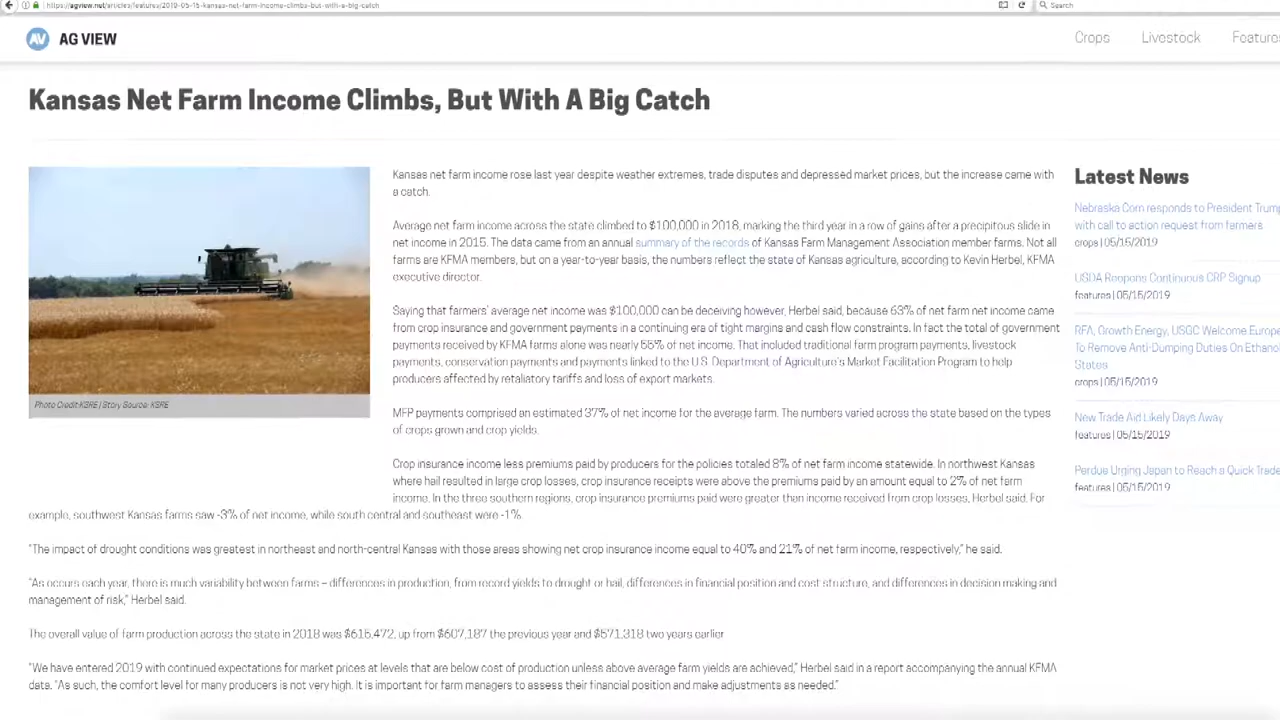 https://agview.net/articles/features/2019-05-15-kansas-net-farm-income-climbs-but-with-a-big-catch
Search
AV AG VIEW
Crops Livestock Features
Kansas Net Farm Income Climbs, But With A Big Catch
Kansas net farm income rose last year despite weather extremes, trade disputes and depressed market prices, but the increase came with
a catch.
Average net farm income across the state climbed to $100,000 in 2018, marking the third year in a row of gains after a precipitous slide in
net income in 2015. The data came from an annual summary of the records of Kansas Farm Management Association member farms. Not all
farms are KFMA members, but on a year-to-year basis, the numbers reflect the state of Kansas agriculture, according to Kevin Herbel, KFMA
executive director.
Saying that farmers' average net income was $100,000 can be deceiving however, Herbel said, because 63% of net farm net income came
from crop insurance and government payments in a continuing era of tight margins and cash flow constraints. In fact the total of government
payments received by KFMA farms alone was nearly 55% of net income. That included traditional farm program payments, livestock
payments, conservation payments and payments linked to the U.S. Department of Agriculture's Market Facilitation Program to help
producers affected by retaliatory tariffs and loss of export markets.
Photo Credit:KSRE | Story Source: KSRE
MFP payments comprised an estimated 37% of net income for the average farm. The numbers varied across the state based on the types
of crops grown and crop yields.
Crop insurance income less premiums paid by producers for the policies totaled 8% of net farm income statewide. In northwest Kansas
where hail resulted in large crop losses, crop insurance receipts were above the premiums paid by an amount equal to 2% of net farm
income. In the three southern regions, crop insurance premiums paid were greater than income received from crop losses, Herbel said. For
example, southwest Kansas farms saw -3% of net income, while south central and southeast were -1%.
"The impact of drought conditions was greatest in northeast and north-central Kansas with those areas showing net crop insurance income equal to 40% and 21% of net farm income, respectively," he said.
"As occurs each year, there is much variability between farms – differences in production, from record yields to drought or hail, differences in financial position and cost structure, and differences in decision making and
management of risk," Herbel said.
The overall value of farm production across the state in 2018 was $615,472, up from $607,187 the previous year and $571,318 two years earlier
"We have entered 2019 with continued expectations for market prices at levels that are below cost of production unless above average farm yields are achieved," Herbel said in a report accompanying the annual KFMA
data. "As such, the comfort level for many producers is not very high. It is important for farm managers to assess their financial position and make adjustments as needed."
Latest News
Nebraska Corn responds to President Trump
with call to action request from farmers
crops | 05/15/2019
USDA Reopens Continuous CRP Signup
features | 05/15/2019
RFA, Growth Energy, USGC Welcome Europe
To Remove Anti-Dumping Duties On Ethanol
States
crops | 05/15/2019
New Trade Aid Likely Days Away
features | 05/15/2019
Perdue Urging Japan to Reach a Quick Trade
features | 05/15/2019